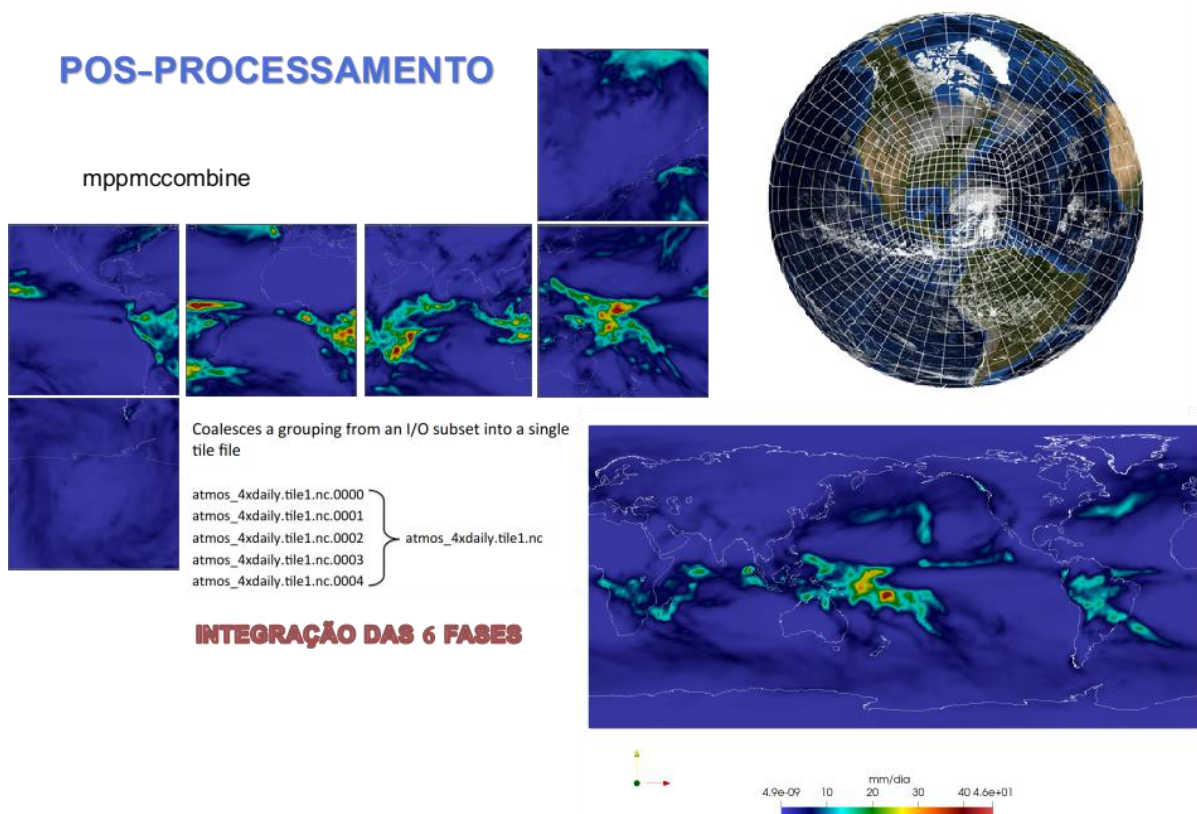 POS-PROCESSAMENTO
mppmccombine
Coalesces a grouping from an I/O subset into a single
tile file
atmos_4xdaily.tile1.nc.0000
atmos_4xdaily.tile1.nc.0001
atmos_4xdaily.tile1.nc.0002
atmos_4xdaily.tile1.nc.0003
atmos_4xdaily.tile1.nc.0004
atmos_4xdaily.tile1.nc
INTEGRAÇÃO DAS 6 FASES
mm/dia
4.9e-09 10 20 30 40 4.6e+01